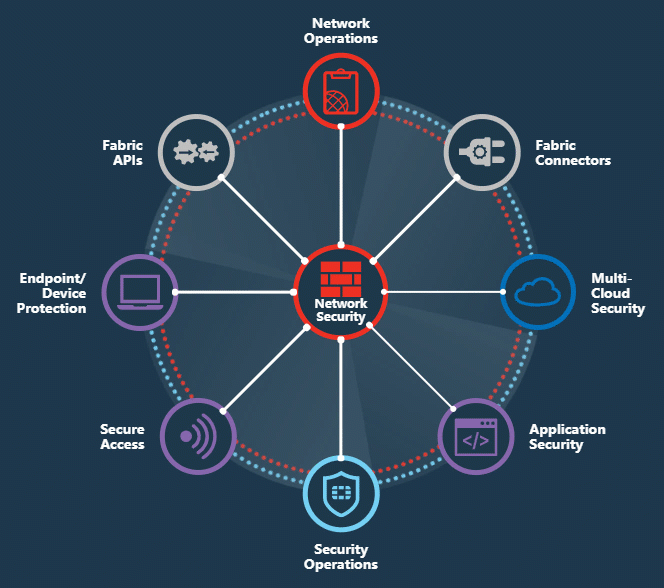 Network
Operations
Fabric
APIs
Fabric
Connectors
Endpoint/
Device
Protection
Network
Security
Multi-
Cloud
Security
Secure
Access
</>
Application
Security
Security
Operations